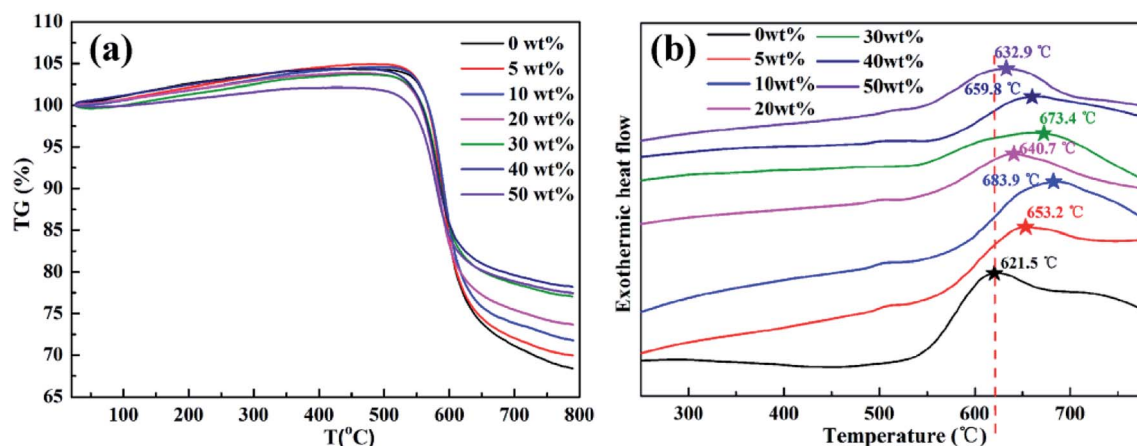 (a)
TG (%)
110
105
100
95
90
85
80
75
70
65
0 wt%
5 wt%
10 wt%
20 wt%
30 wt%
40 wt%
50 wt%
100 200 300 400 500 600 700 800
T(°C)
(b)
Exothermic heat flow
0wt%
5wt%
10wt%
20wt%
30wt%
40wt%
50wt%
632.9 ℃
659.8 ℃
673.4 ℃
640.7 ℃
683.9 ℃
653.2 ℃
621.5 ℃
300 400 500 600 700
Temperature (℃)